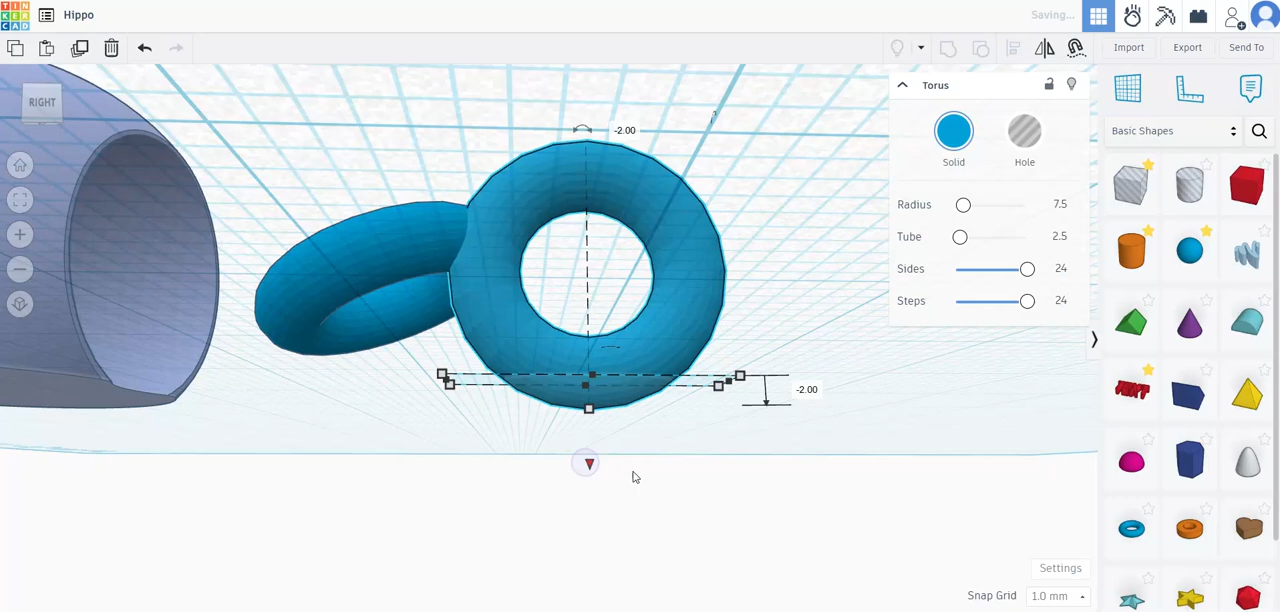 TIN
KER
CAD
Hippo
Saving...
Import
Export
Send To
RIGHT
Torus
Solid
Hole
Radius
7.5
Tube
2.5
Sides
24
Steps
24
Basic Shapes
-2.00
-2.00
Settings
Snap Grid
1.0 mm